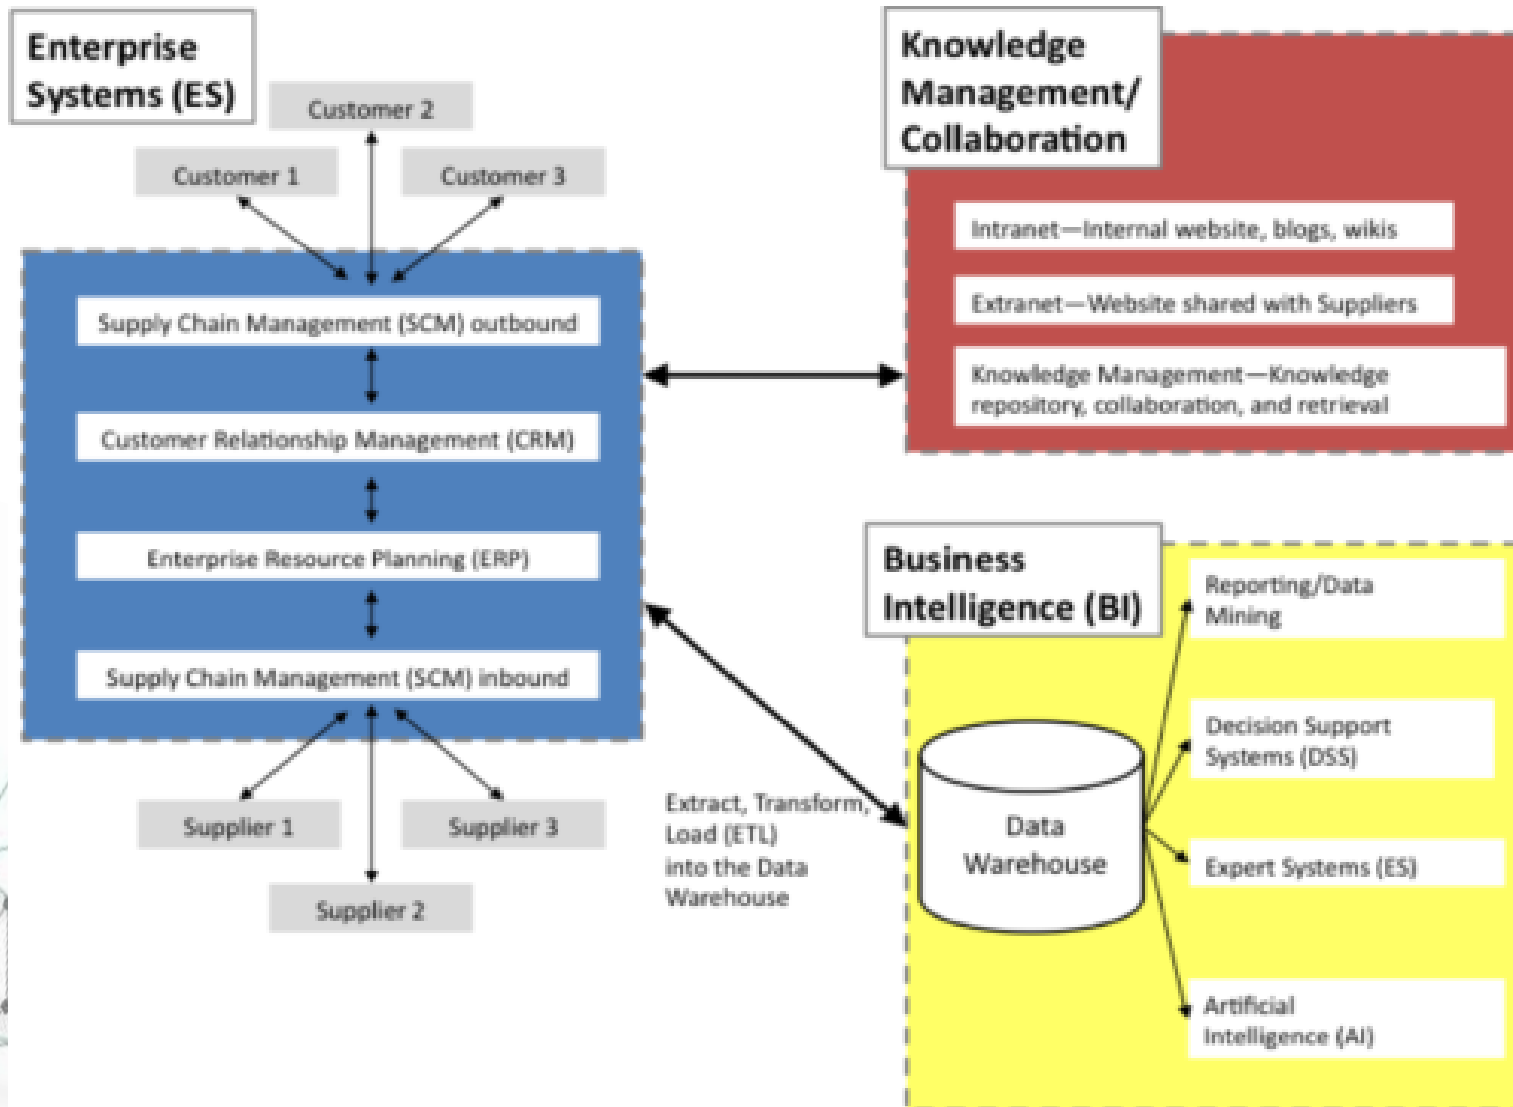 Enterprise
Systems (ES)
Customer 2
Customer 1
Customer 3
Supply Chain Management (SCM) outbound
Customer Relationship Management (CRM)
Enterprise Resource Planning (ERP)
Supply Chain Management (SCM) inbound
Supplier 1
Supplier 3
Supplier 2
Knowledge
Management/
Collaboration
Intranet—Internal website, blogs, wikis
Extranet—Website shared with Suppliers
Knowledge Management—Knowledge
repository, collaboration, and retrieval
Extract, Transform,
Load (ETL)
into the Data
Warehouse
Business
Intelligence (BI)
Data
Warehouse
Reporting/Data
Mining
Decision Support
Systems (DSS)
Expert Systems (ES)
Artificial
Intelligence (AI)